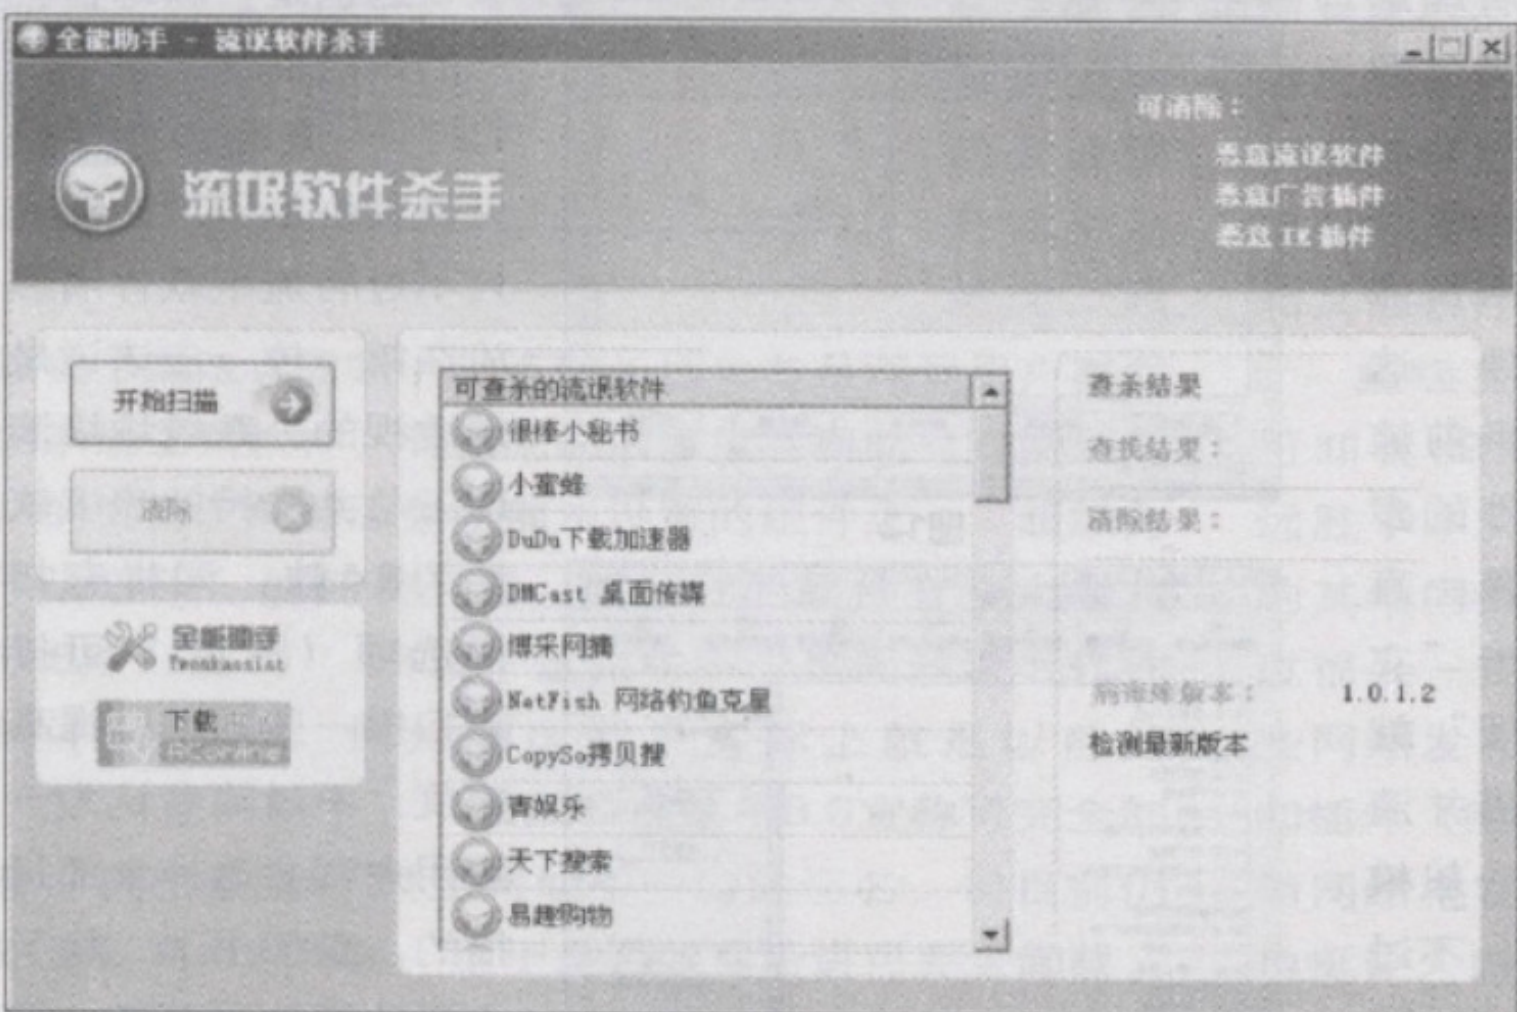 全能助手 - 流氓软件杀手
可清除：
恶意流氓软件
恶意广告插件
恶意 IE 插件
流氓软件杀手
开始扫描
清除
全能助手
Tweakassist
下载
可查杀的流氓软件
很棒小秘书
小蜜蜂
DuDu下载加速器
DMCast 桌面传媒
博采网摘
NetFish 网络钓鱼克星
CopySo拷贝搜
吉娱乐
天下搜索
易趣购物
查杀结果
查找结果：
清除结果：
病毒库版本：
1.0.1.2
检测最新版本